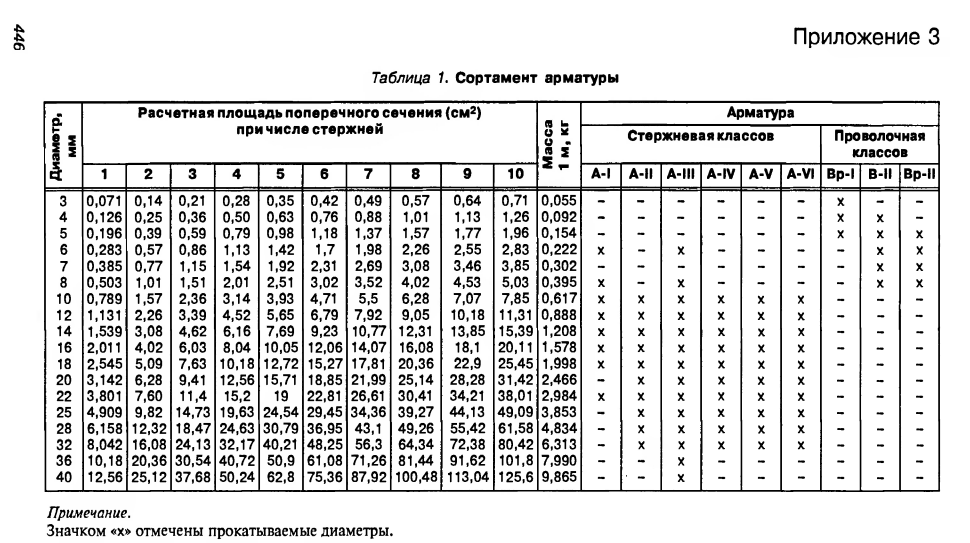 446
Приложение 3
Таблица 1. Сортамент арматуры
Диаметр, мм | Расчетная площадь поперечного сечения (см²) при числе стержней | Масса 1 м, кг | Арматура
Стержневая классов | Проволочная классов
1 | 2 | 3 | 4 | 5 | 6 | 7 | 8 | 9 | 10 | A-I | A-II | A-III | A-IV | A-V | A-VI | Вр-I | В-II | Вр-II
3 | 0,071 | 0,14 | 0,21 | 0,28 | 0,35 | 0,42 | 0,49 | 0,57 | 0,64 | 0,71 | 0,055 | – | – | – | – | – | – | x | – | –
4 | 0,126 | 0,25 | 0,36 | 0,50 | 0,63 | 0,76 | 0,88 | 1,01 | 1,13 | 1,26 | 0,092 | – | – | – | – | – | – | x | x | –
5 | 0,196 | 0,39 | 0,59 | 0,79 | 0,98 | 1,18 | 1,37 | 1,57 | 1,77 | 1,96 | 0,154 | – | – | – | – | – | – | x | x | x
6 | 0,283 | 0,57 | 0,86 | 1,13 | 1,42 | 1,7 | 1,98 | 2,26 | 2,55 | 2,83 | 0,222 | x | – | x | – | – | – | – | x | x
7 | 0,385 | 0,77 | 1,15 | 1,54 | 1,92 | 2,31 | 2,69 | 3,08 | 3,46 | 3,85 | 0,302 | – | – | – | – | – | – | – | x | x
8 | 0,503 | 1,01 | 1,51 | 2,01 | 2,51 | 3,02 | 3,52 | 4,02 | 4,53 | 5,03 | 0,395 | x | – | x | – | – | – | – | x | x
10 | 0,789 | 1,57 | 2,36 | 3,14 | 3,93 | 4,71 | 5,5 | 6,28 | 7,07 | 7,85 | 0,617 | x | x | x | x | x | x | – | – | –
12 | 1,131 | 2,26 | 3,39 | 4,52 | 5,65 | 6,79 | 7,92 | 9,05 | 10,18 | 11,31 | 0,888 | x | x | x | x | x | x | – | – | –
14 | 1,539 | 3,08 | 4,62 | 6,16 | 7,69 | 9,23 | 10,77 | 12,31 | 13,85 | 15,39 | 1,208 | x | x | x | x | x | x | – | – | –
16 | 2,011 | 4,02 | 6,03 | 8,04 | 10,05 | 12,06 | 14,07 | 16,08 | 18,1 | 20,11 | 1,578 | x | x | x | x | x | x | – | – | –
18 | 2,545 | 5,09 | 7,63 | 10,18 | 12,72 | 15,27 | 17,81 | 20,36 | 22,9 | 25,45 | 1,998 | x | x | x | x | x | x | – | – | –
20 | 3,142 | 6,28 | 9,41 | 12,56 | 15,71 | 18,85 | 21,99 | 25,14 | 28,28 | 31,42 | 2,466 | – | x | x | x | x | x | – | – | –
22 | 3,801 | 7,60 | 11,4 | 15,2 | 19 | 22,81 | 26,61 | 30,41 | 34,21 | 38,01 | 2,984 | x | x | x | x | x | x | – | – | –
25 | 4,909 | 9,82 | 14,73 | 19,63 | 24,54 | 29,45 | 34,36 | 39,27 | 44,13 | 49,09 | 3,853 | – | x | x | x | x | x | – | – | –
28 | 6,158 | 12,32 | 18,47 | 24,63 | 30,79 | 36,95 | 43,1 | 49,26 | 55,42 | 61,58 | 4,834 | – | x | x | x | x | x | – | – | –
32 | 8,042 | 16,08 | 24,13 | 32,17 | 40,21 | 48,25 | 56,3 | 64,34 | 72,38 | 80,42 | 6,313 | – | x | x | x | x | x | – | – | –
36 | 10,18 | 20,36 | 30,54 | 40,72 | 50,9 | 61,08 | 71,26 | 81,44 | 91,62 | 101,8 | 7,990 | – | – | x | – | – | – | – | – | –
40 | 12,56 | 25,12 | 37,68 | 50,24 | 62,8 | 75,36 | 87,92 | 100,48 | 113,04 | 125,6 | 9,865 | – | – | x | – | – | – | – | – | –
Примечание.
Значком «х» отмечены прокатываемые диаметры.